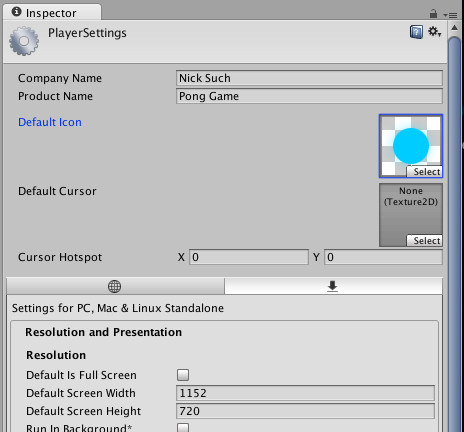 Inspector
PlayerSettings
Company Name Nick Such
Product Name Pong Game
Default Icon
Select
Default Cursor None
(Texture2D)
Select
Cursor Hotspot X 0 Y 0
Settings for PC, Mac & Linux Standalone
Resolution and Presentation
Resolution
Default Is Full Screen
Default Screen Width 1152
Default Screen Height 720
Run In Background*